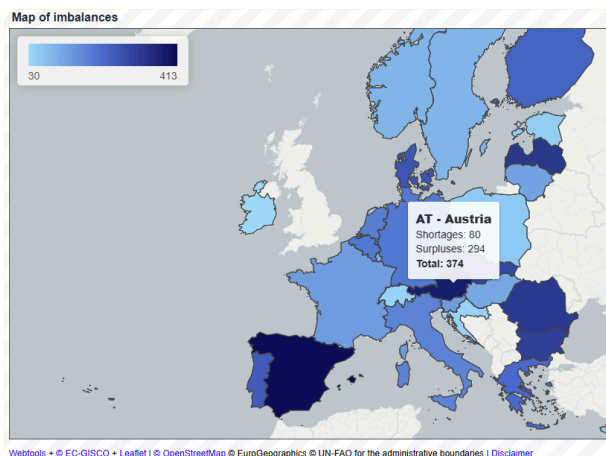 Map of imbalances
30 413
AT - Austria
Shortages: 80
Surpluses: 294
Total: 374
Webtools + © EC-GISCO + Leaflet | © OpenStreetMap © EuroGeographics © UN-FAO for the administrative boundaries | Disclaimer